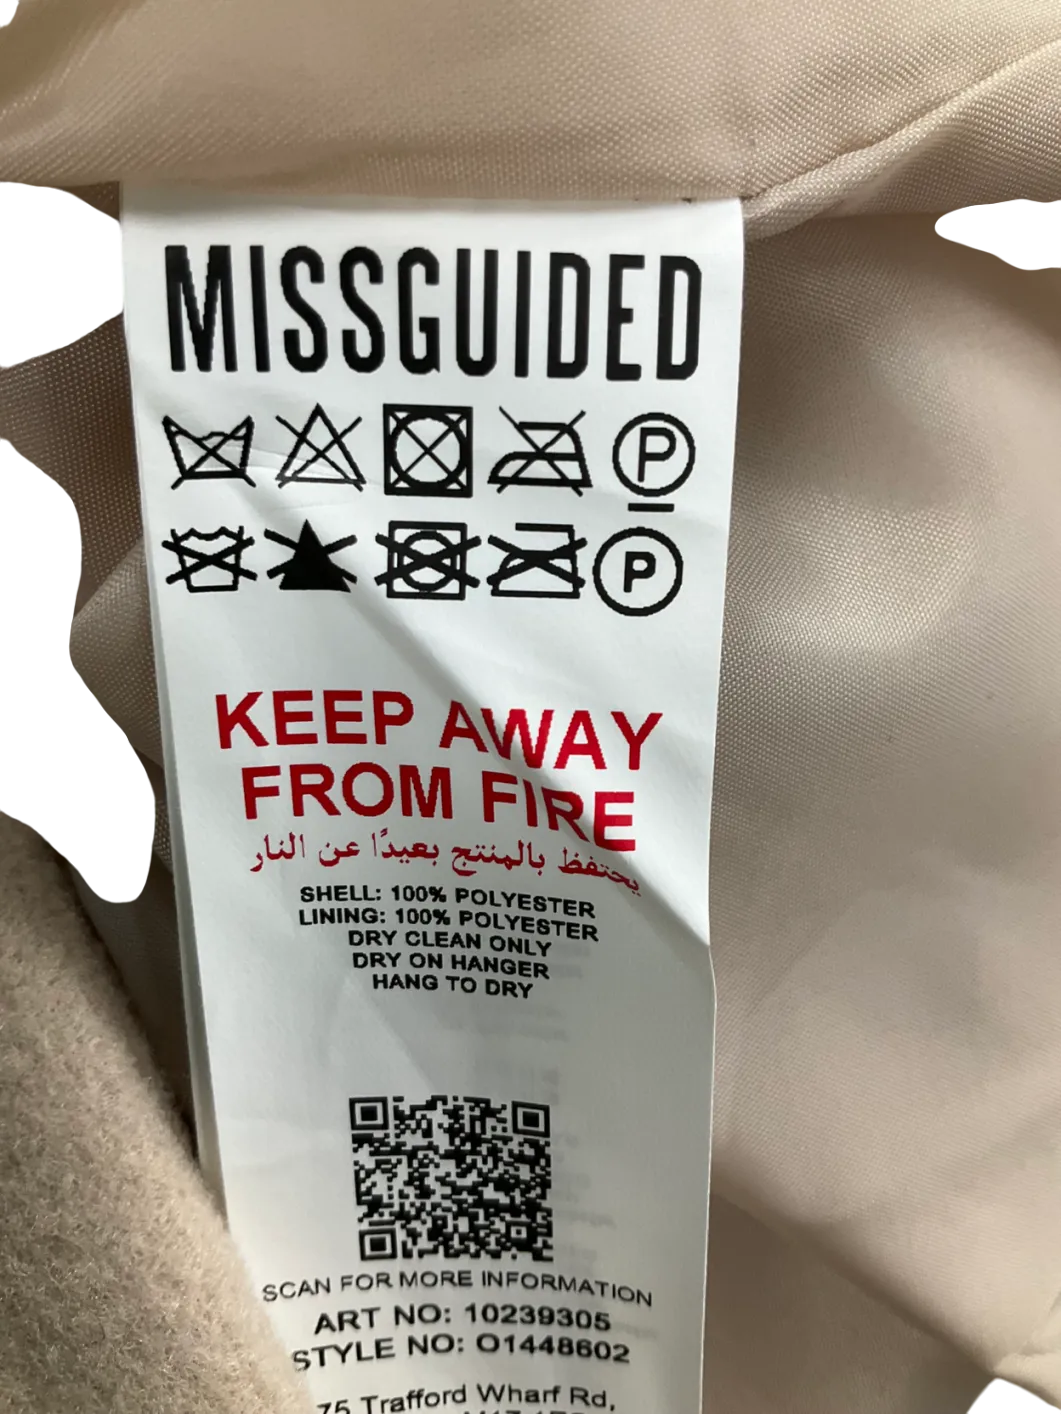 MISSGUIDED
P
P
KEEP AWAY
FROM FIRE
يحتفظ بالمنتج بعيدًا عن النار
SHELL: 100% POLYESTER
LINING: 100% POLYESTER
DRY CLEAN ONLY
DRY ON HANGER
HANG TO DRY
SCAN FOR MORE INFORMATION
ART NO: 10239305
STYLE NO: O1448602
75 Trafford Wharf Rd,